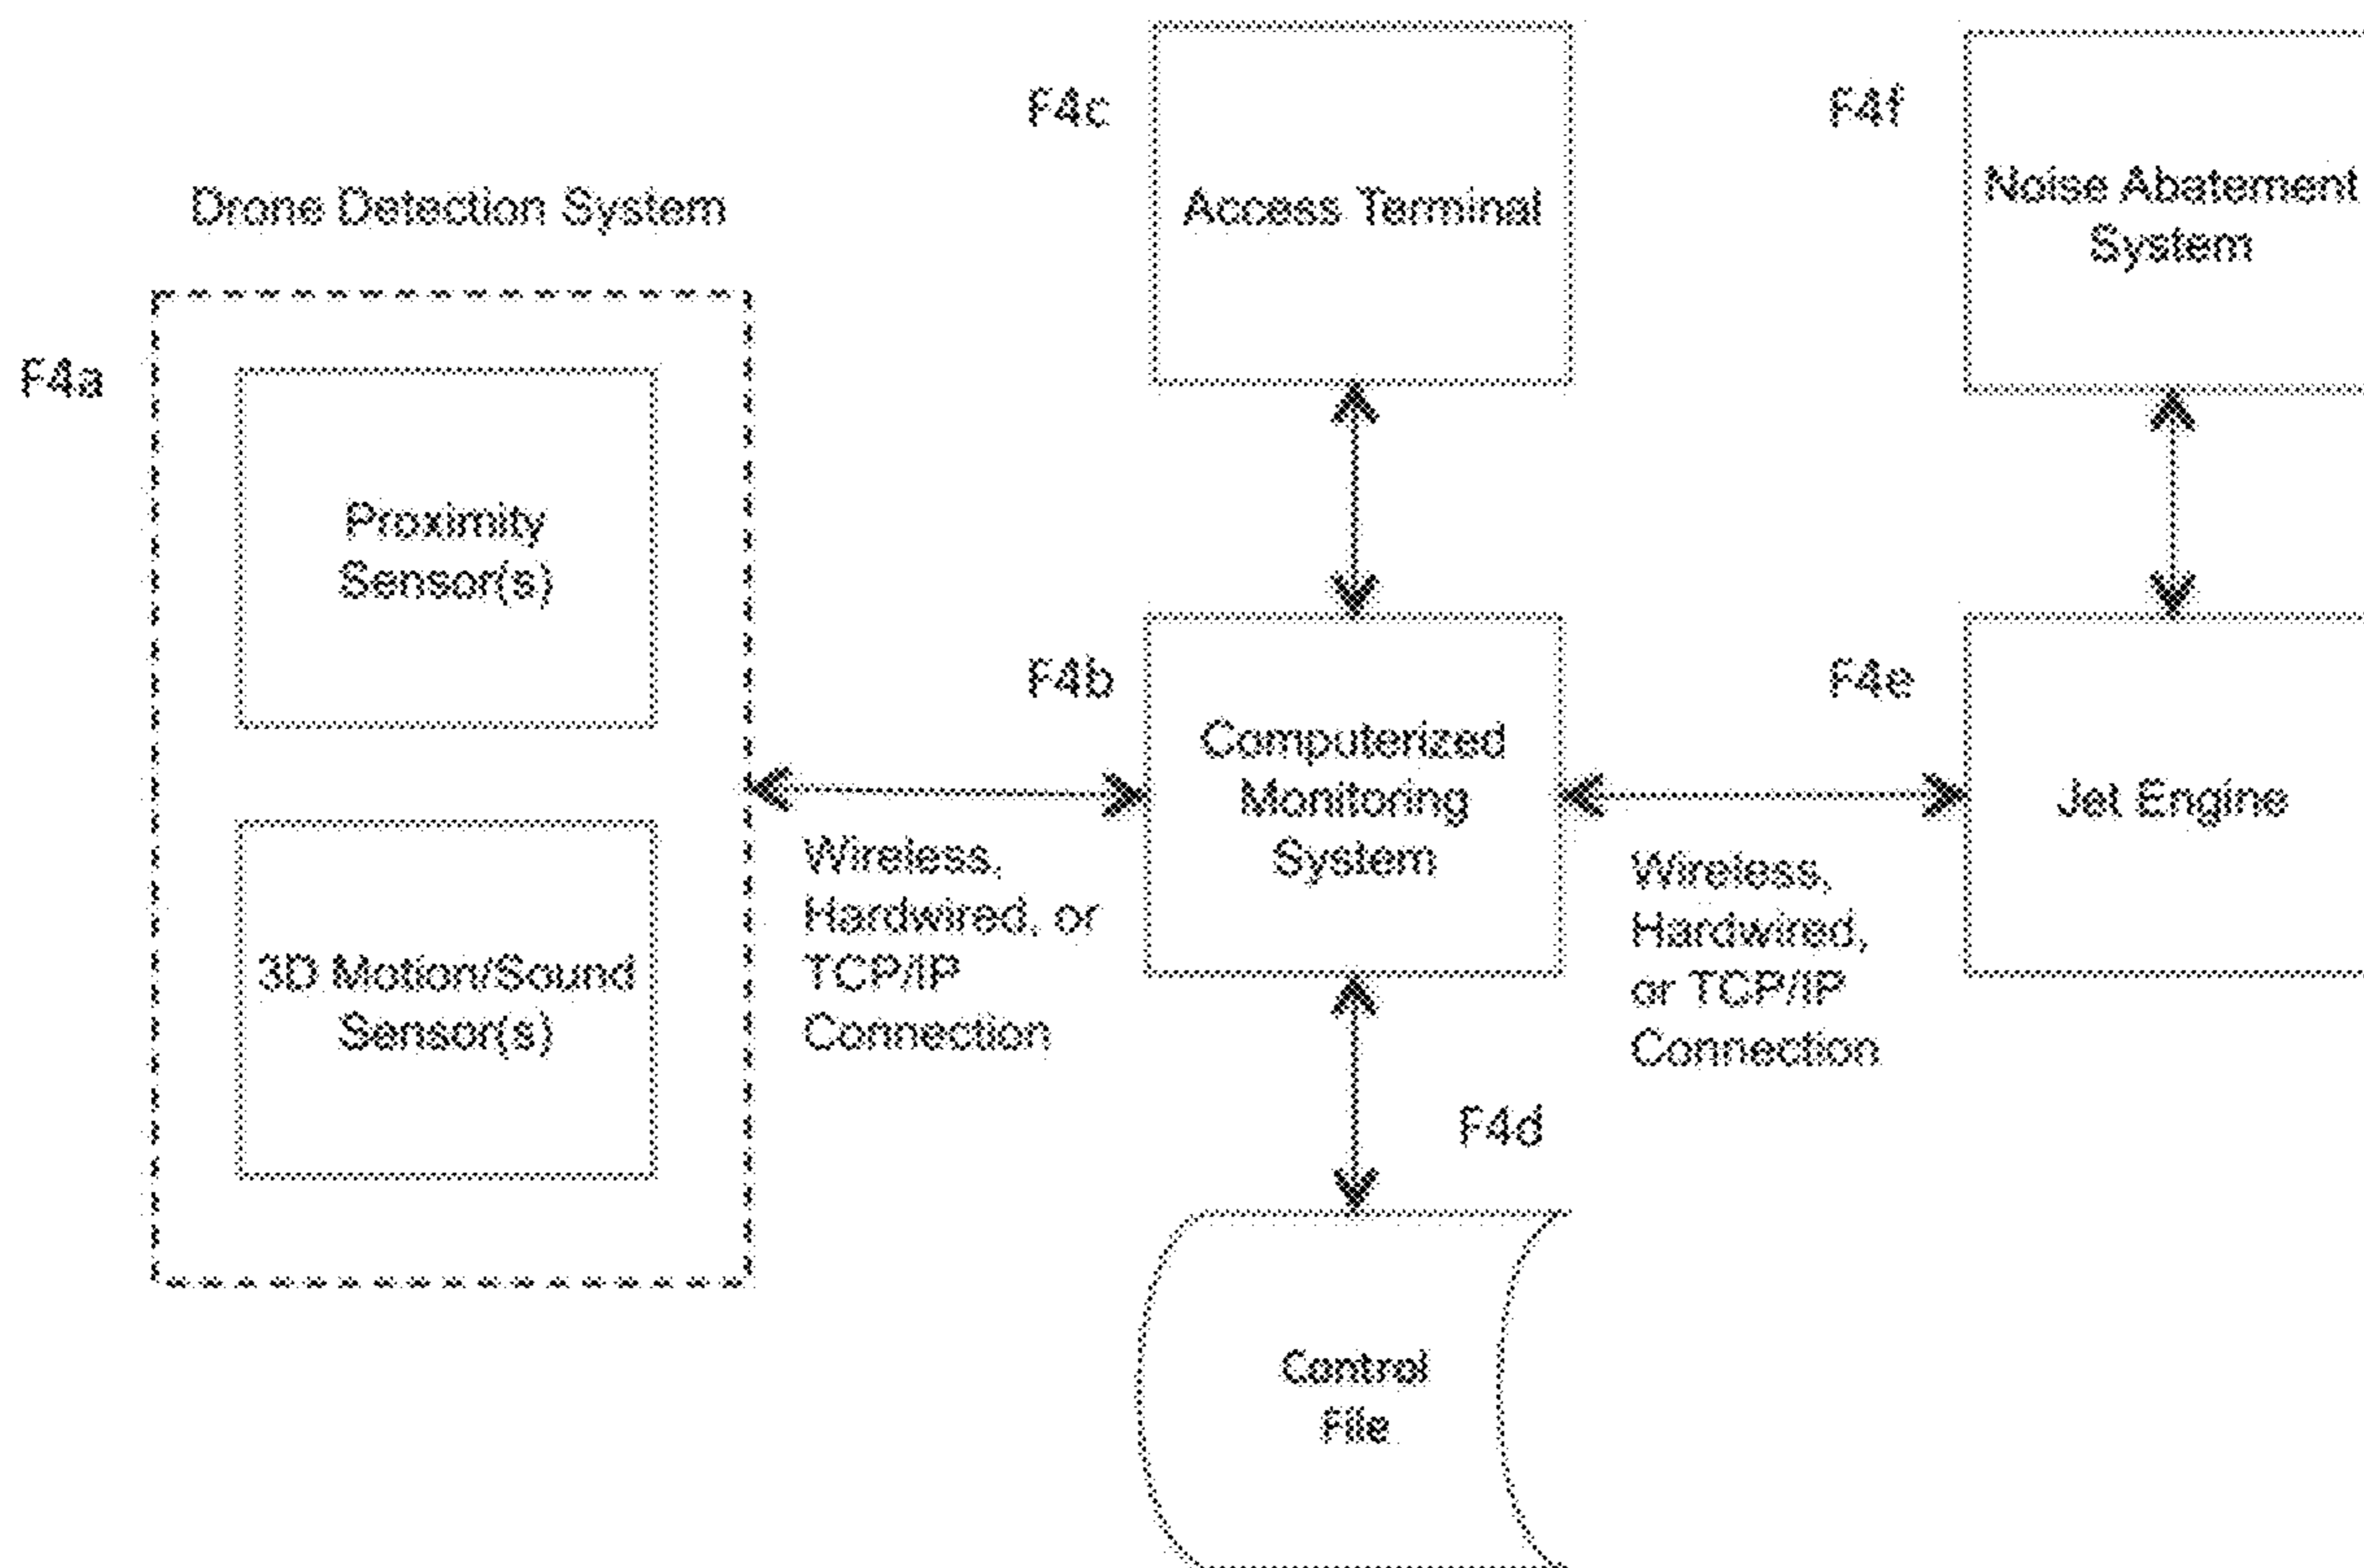 F4c
Access Terminal
F4f
Noise Abatement
System
Drone Detection System
F4a
Proximity
Sensor(s)
3D Motion/Sound
Sensor(s)
Wireless,
Hardwired, or
TCP/IP
Connection
F4b
Computerized
Monitoring
System
Wireless,
Hardwired,
or TCP/IP
Connection
F4e
Jet Engine
F4d
Control
File